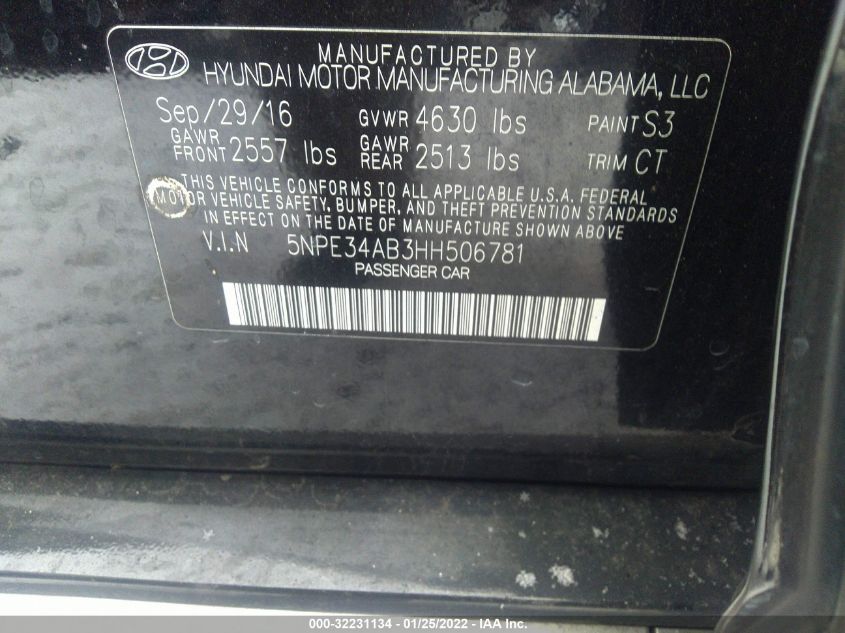 MANUFACTURED BY
HYUNDAI MOTOR MANUFACTURING ALABAMA, LLC
Sep/29/16 GVWR 4630 lbs PAINT S3
GAWR FRONT 2557 lbs GAWR REAR 2513 lbs TRIM CT
THIS VEHICLE CONFORMS TO ALL APPLICABLE U.S.A. FEDERAL
MOTOR VEHICLE SAFETY, BUMPER, AND THEFT PREVENTION STANDARDS
IN EFFECT ON THE DATE OF MANUFACTURE SHOWN ABOVE
V.I.N 5NPE34AB3HH506781
PASSENGER CAR
000-32231134 - 01/25/2022 - IAA Inc.